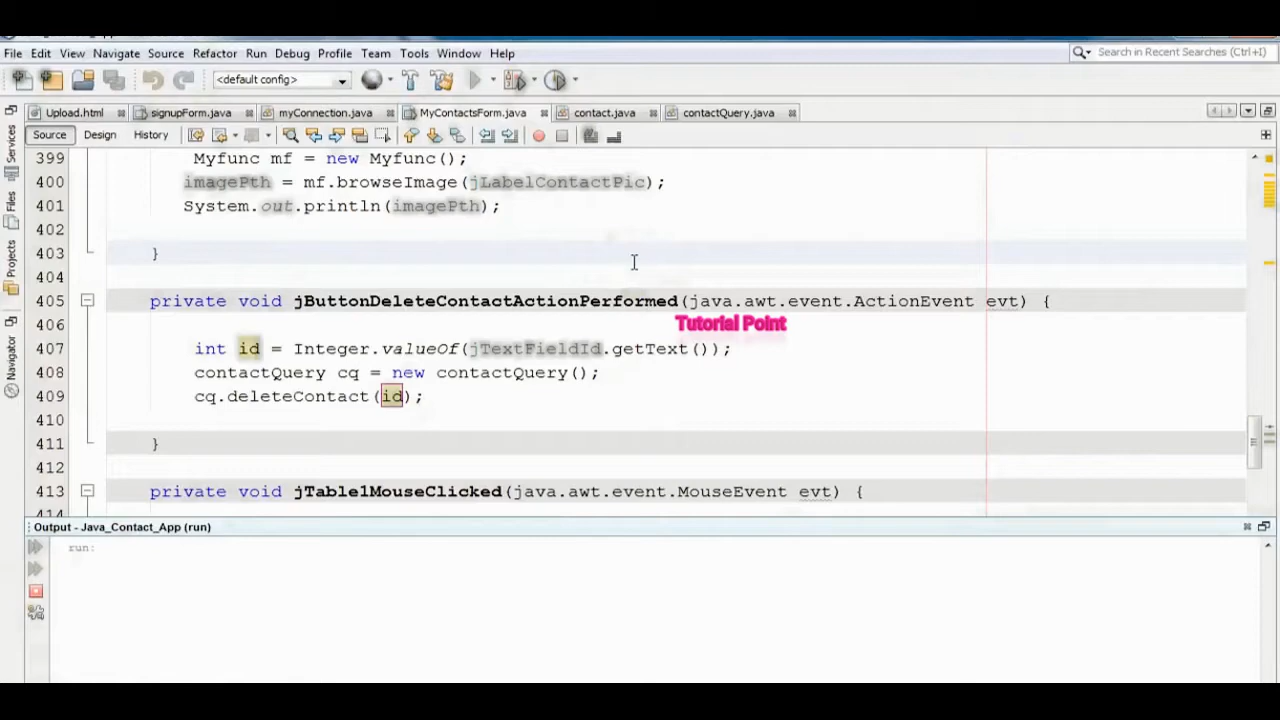 File Edit View Navigate Source Refactor Run Debug Profile Team Tools Window Help
Search in Recent Searches (Ctrl+I)
<default config>
Upload.html signupForm.java myConnection.java MyContactsForm.java contact.java contactQuery.java
Source Design History
Services
Files
Projects
Navigator
399 Myfunc mf = new Myfunc();
400 imagePth = mf.browseImage(jLabelContactPic);
401 System.out.println(imagePth);
402
403 }
404
405 private void jButtonDeleteContactActionPerformed(java.awt.event.ActionEvent evt) {
Tutorial Point
406
407 int id = Integer.valueOf(jTextFieldId.getText());
408 contactQuery cq = new contactQuery();
409 cq.deleteContact(id);
410
411 }
412
413 private void jTable1MouseClicked(java.awt.event.MouseEvent evt) {
Output - Java_Contact_App (run)
run: